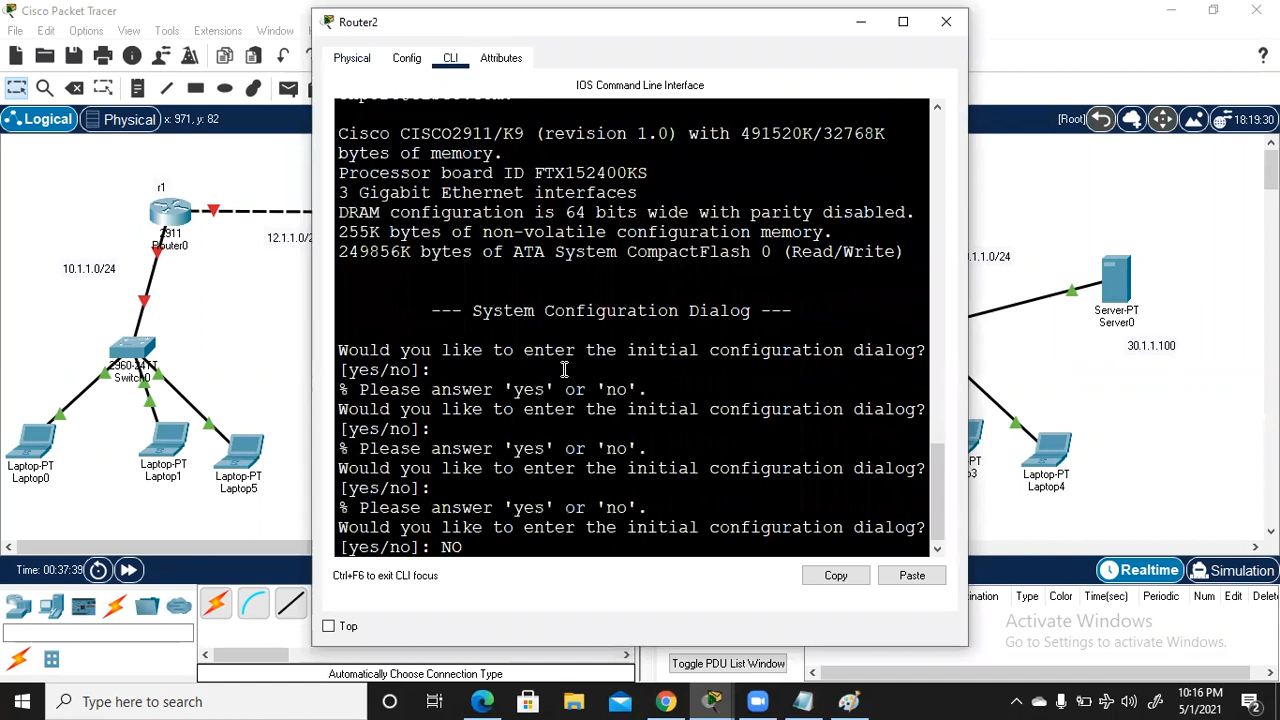 Cisco Packet Tracer
File Edit Options View Tools Extensions Window
Logical Physical x: 971, y: 82
[Root] 18:19:30
r1
2911
Router0
12.1.1.0/2
10.1.1.0/24
2960-24TT
Switch0
Laptop-PT
Laptop0
Laptop-PT
Laptop1
Laptop-PT
Laptop5
Router2
Physical Config CLI Attributes
IOS Command Line Interface
Cisco CISCO2911/K9 (revision 1.0) with 491520K/32768K
bytes of memory.
Processor board ID FTX152400KS
3 Gigabit Ethernet interfaces
DRAM configuration is 64 bits wide with parity disabled.
255K bytes of non-volatile configuration memory.
249856K bytes of ATA System CompactFlash 0 (Read/Write)
--- System Configuration Dialog ---
Would you like to enter the initial configuration dialog?
[yes/no]:
% Please answer 'yes' or 'no'.
Would you like to enter the initial configuration dialog?
[yes/no]:
% Please answer 'yes' or 'no'.
Would you like to enter the initial configuration dialog?
[yes/no]:
% Please answer 'yes' or 'no'.
Would you like to enter the initial configuration dialog?
[yes/no]: NO
Ctrl+F6 to exit CLI focus
Copy Paste
Top
.1.1.0/24
Server-PT
Server0
30.1.1.100
PT
p3
Laptop-PT
Laptop4
Time: 00:37:39
Realtime Simulation
ination Type Color Time(sec) Periodic Num Edit Delet
Activate Windows
Go to Settings to activate Windows.
Automatically Choose Connection Type
Toggle PDU List Window
Type here to search
10:16 PM
5/1/2021
2